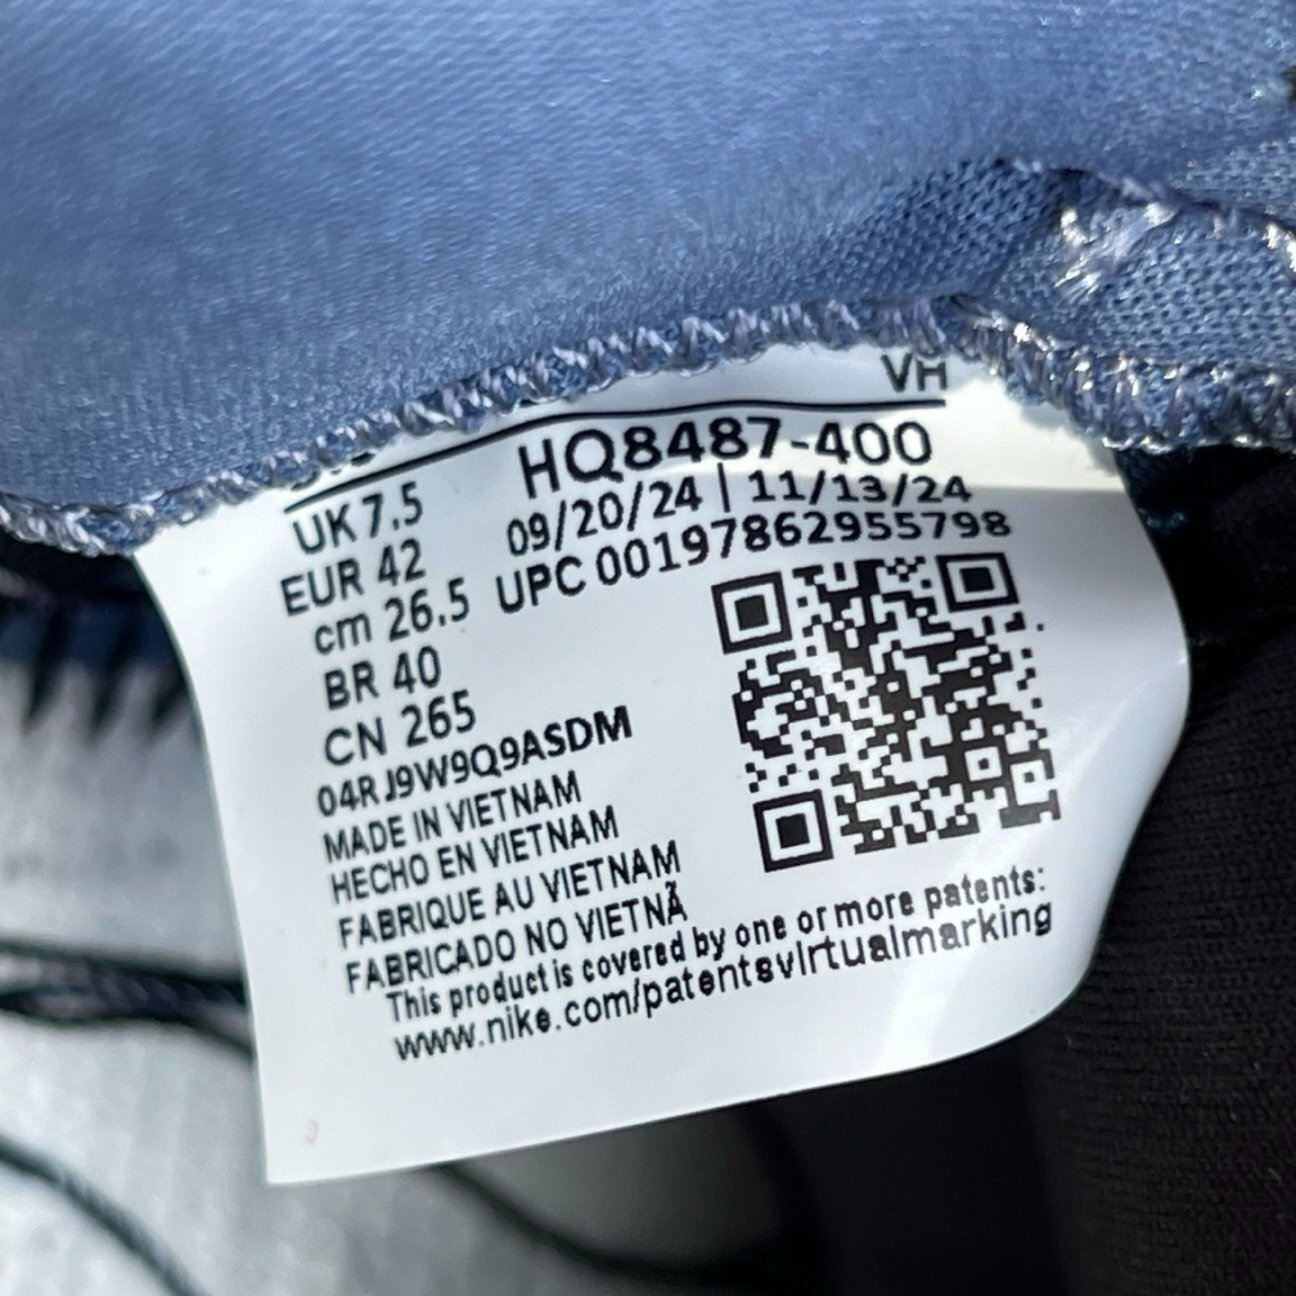 VH
HQ8487-400
09/20/24 | 11/13/24
UPC 00197862955798
UK 7.5
EUR 42
cm 26.5
BR 40
CN 265
04RJ9W9Q9ASDM
MADE IN VIETNAM
HECHO EN VIETNAM
FABRIQUE AU VIETNAM
FABRICADO NO VIETNÃ
This product is covered by one or more patents:
www.nike.com/patentsvirtualmarking